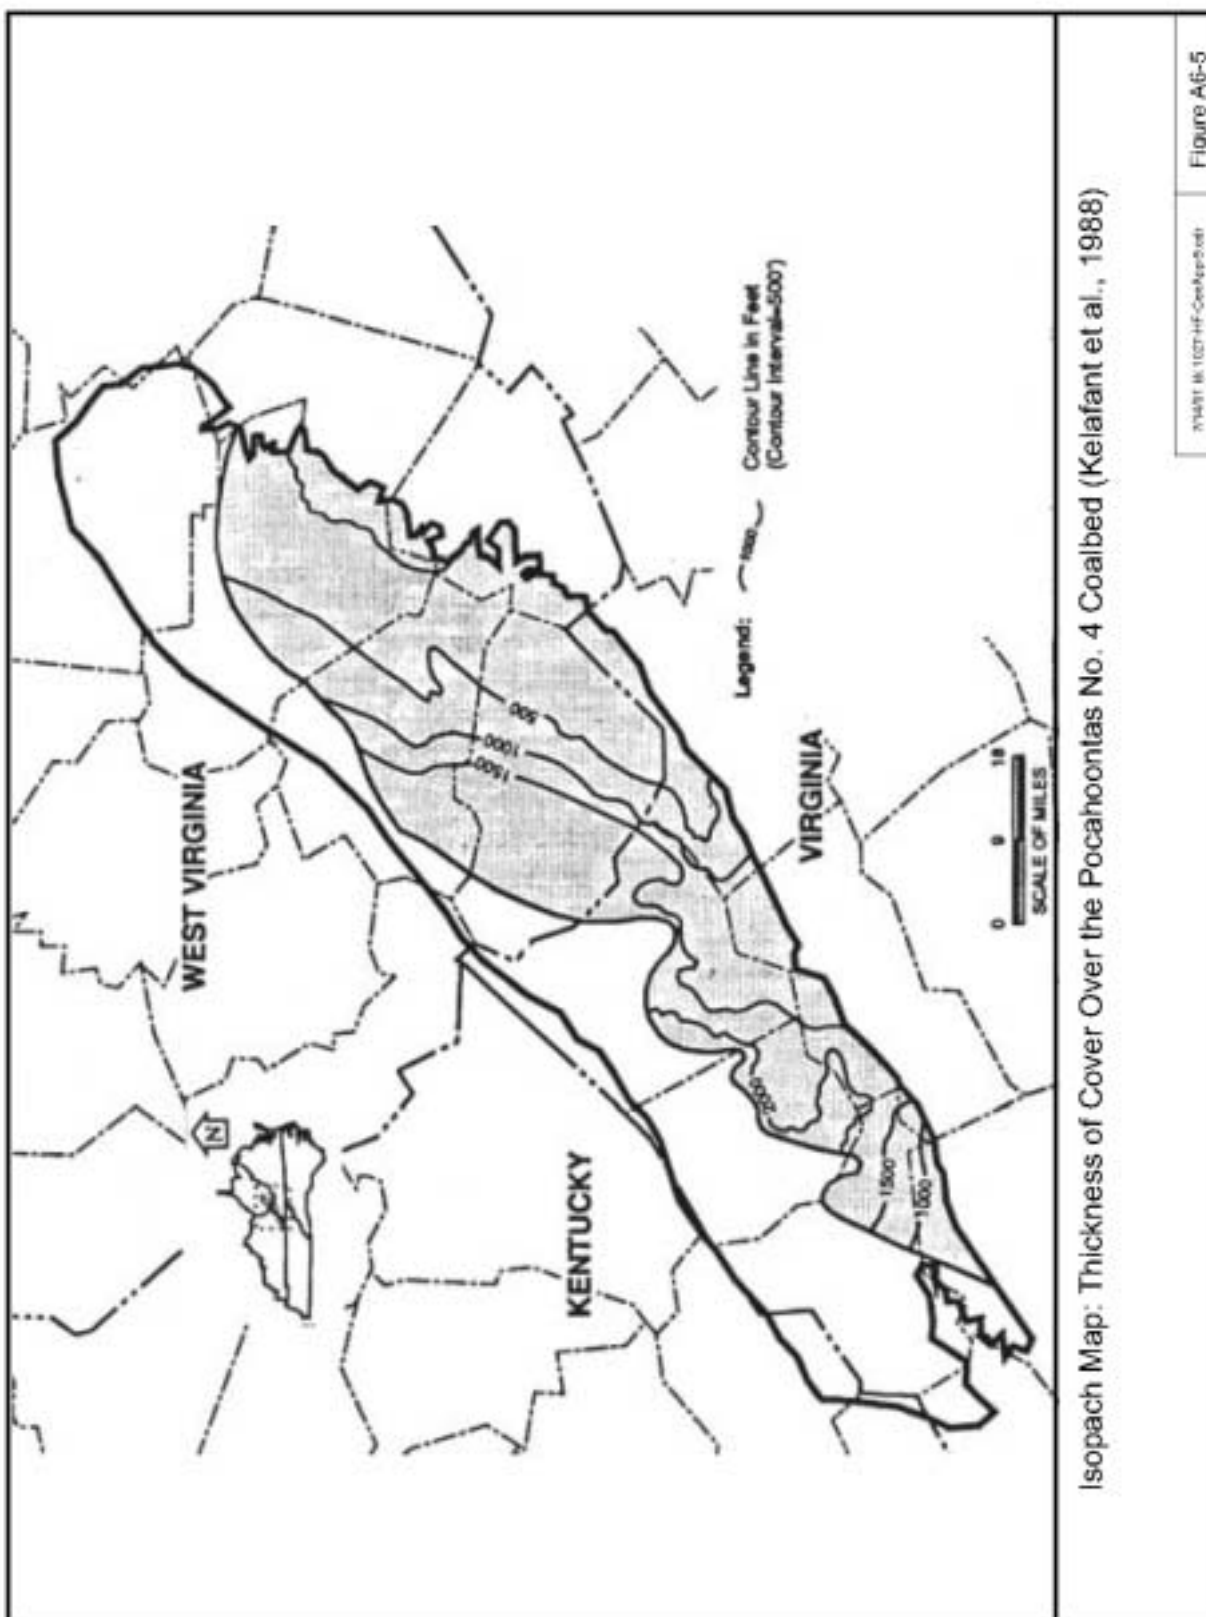 WEST VIRGINIA
N
KENTUCKY
VIRGINIA
500
1000
1500
2000
1500
1000
Legend:
1000
Contour Line in Feet
(Contour Interval=500')
0 9 18
SCALE OF MILES
Isopach Map: Thickness of Cover Over the Pocahoontas No. 4 Coalbed (Kelafant et al., 1988)
Figure A6-5